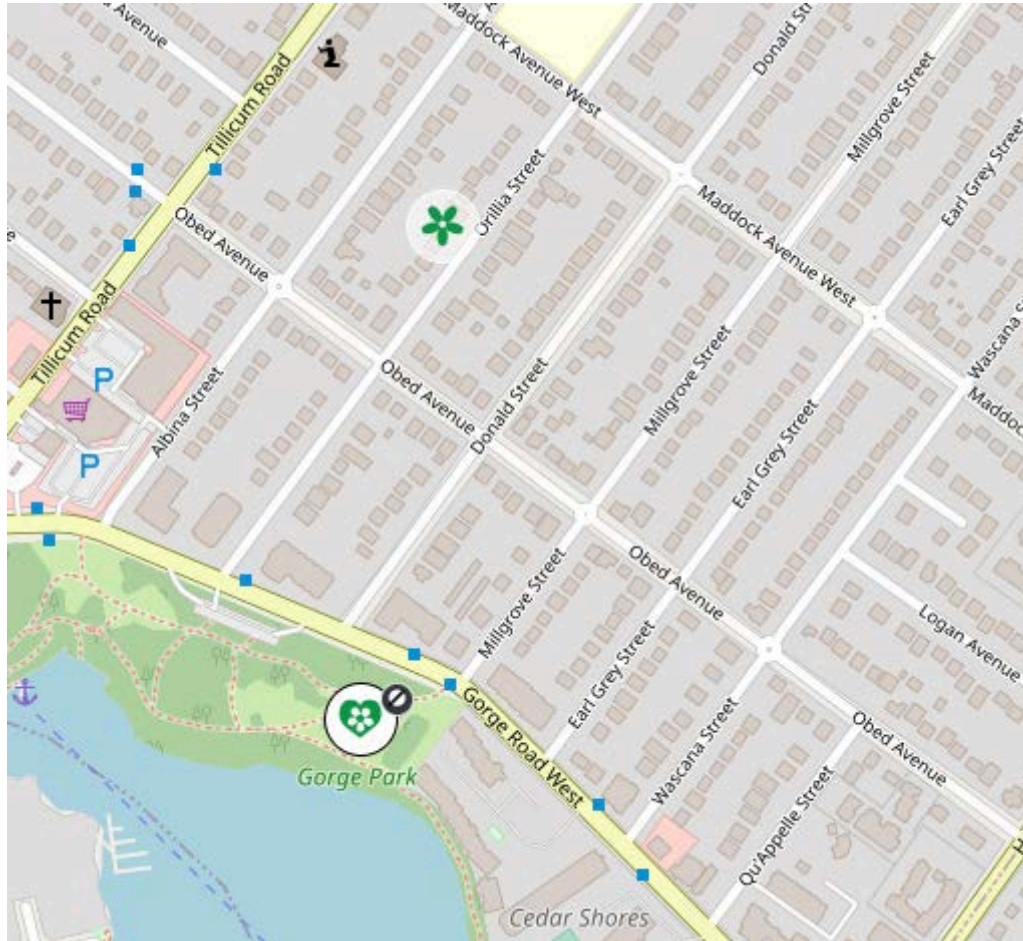 Maddock Avenue West
Donald St
Avenue
Tillicum Road
Millgrove Street
Orillia Street
Earl Grey Street
Maddock Avenue West
Obed Avenue
Wascana S
Tillicum Road
P
Albina Street
Obed Avenue
Donald Street
Millgrove Street
Earl Grey Street
Maddoc
P
Millgrove Street
Obed Avenue
Logan Avenue
Earl Grey Street
Gorge Road West
Gorge Park
Wascana Street
Obed Avenue
Qu'Appelle Street
Cedar Shores